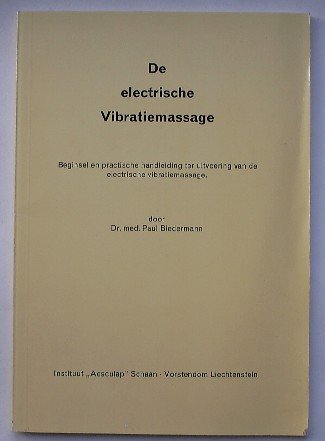 De
electrische
Vibratiemassage
Beginsel en practische handleiding ter uitvoering van de
electrische vibratiemassage.
door
Dr. med. Paul Biedermann
Instituut „Aesculap" Schaan - Vorstendom Liechtenstein